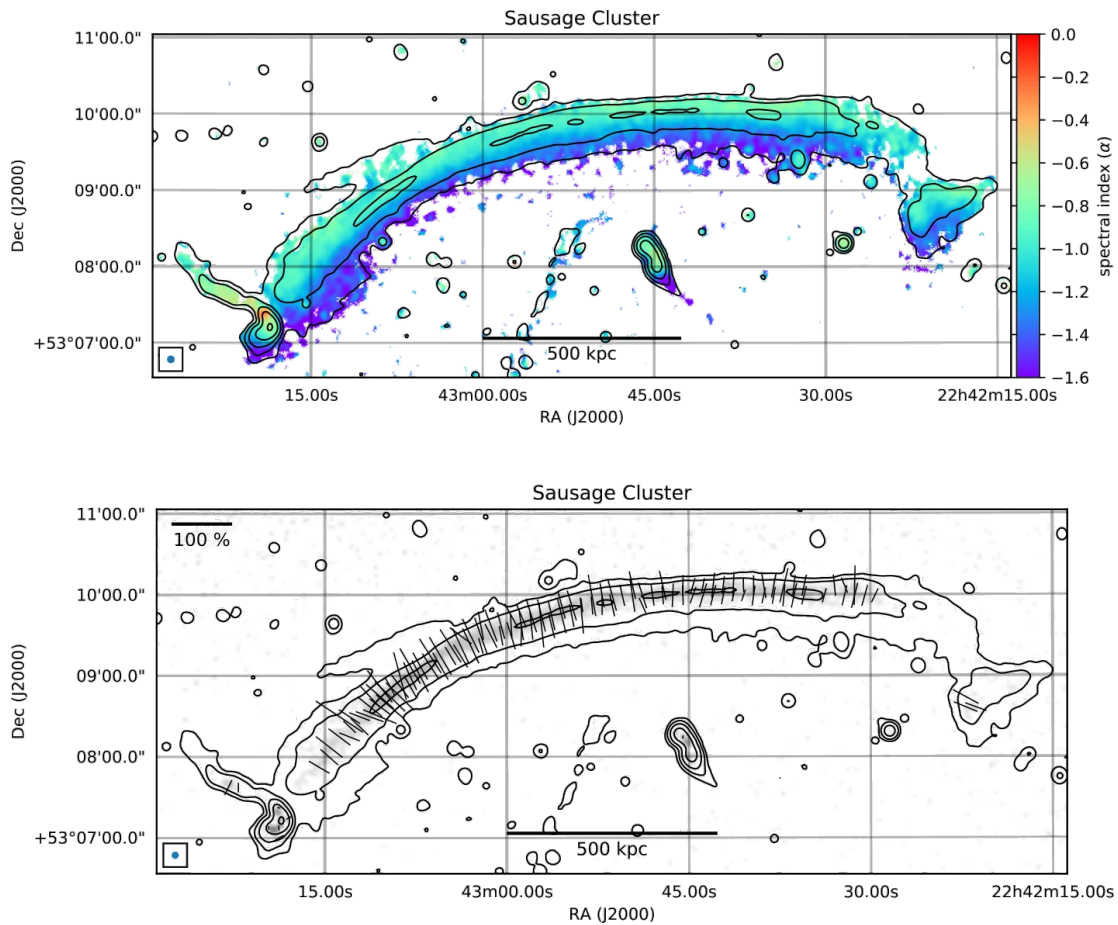 Sausage Cluster
11'00.0"
10'00.0"
09'00.0"
08'00.0"
+53°07'00.0"
Dec (J2000)
500 kpc
15.00s 43m00.00s 45.00s 30.00s 22h42m15.00s
RA (J2000)
0.0
−0.2
−0.4
−0.6
−0.8
−1.0
−1.2
−1.4
−1.6
spectral index (α)
Sausage Cluster
11'00.0"
10'00.0"
09'00.0"
08'00.0"
+53°07'00.0"
Dec (J2000)
100 %
500 kpc
15.00s 43m00.00s 45.00s 30.00s 22h42m15.00s
RA (J2000)